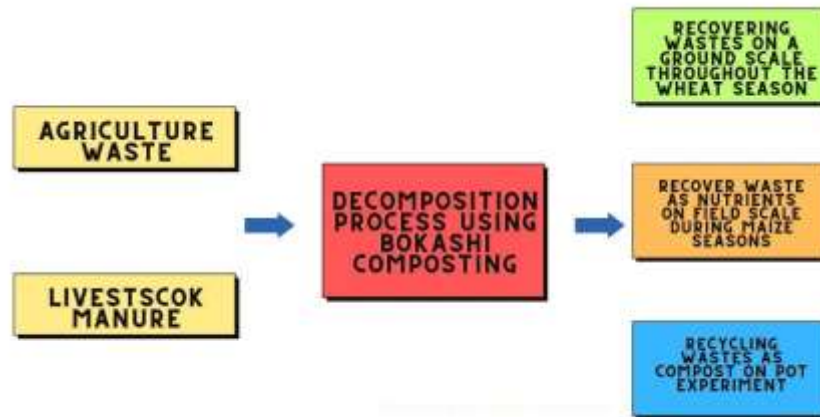 AGRICULTURE
WASTE
LIVESTSCOK
MANURE
DECOMPOSITION
PROCESS USING
BOKASHI
COMPOSTING
RECOVERING
WASTES ON A
GROUND SCALE
THROUGHOUT THE
WHEAT SEASON
RECOVER WASTE
AS NUTRIENTS
ON FIELD SCALE
DURING MAIZE
SEASONS
RECYCLING
WASTES AS
COMPOST ON POT
EXPERIMENT